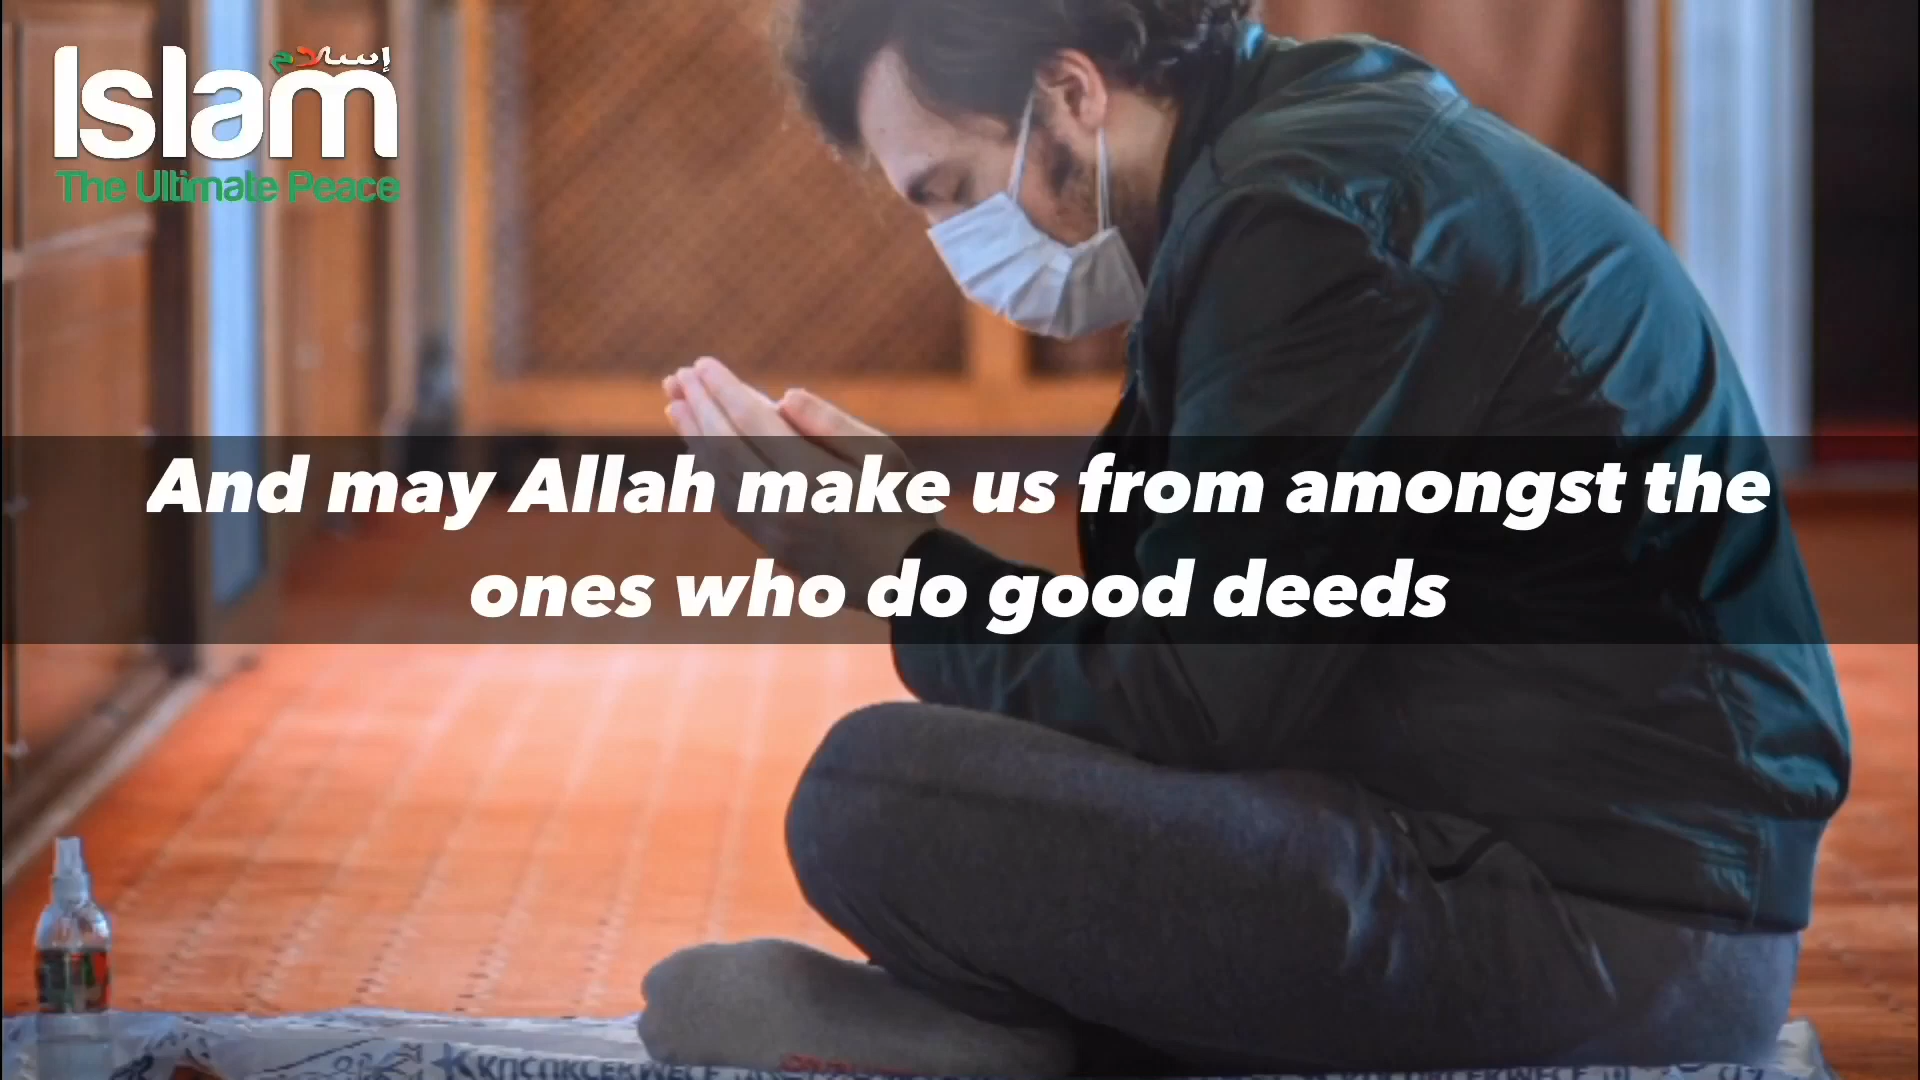 إسلام
Islam
The Ultimate Peace
And may Allah make us from amongst the
ones who do good deeds